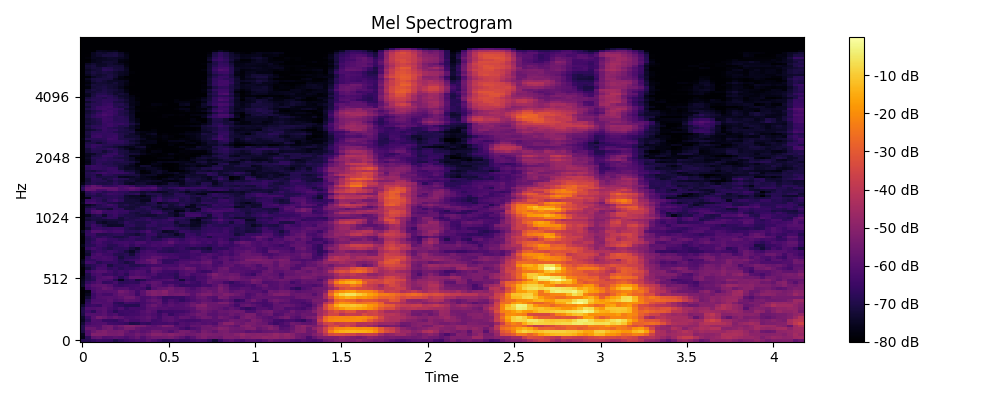 Mel Spectrogram
Hz
4096
2048
1024
512
0
0
0.5
1
1.5
2
2.5
3
3.5
4
Time
-10 dB
-20 dB
-30 dB
-40 dB
-50 dB
-60 dB
-70 dB
-80 dB